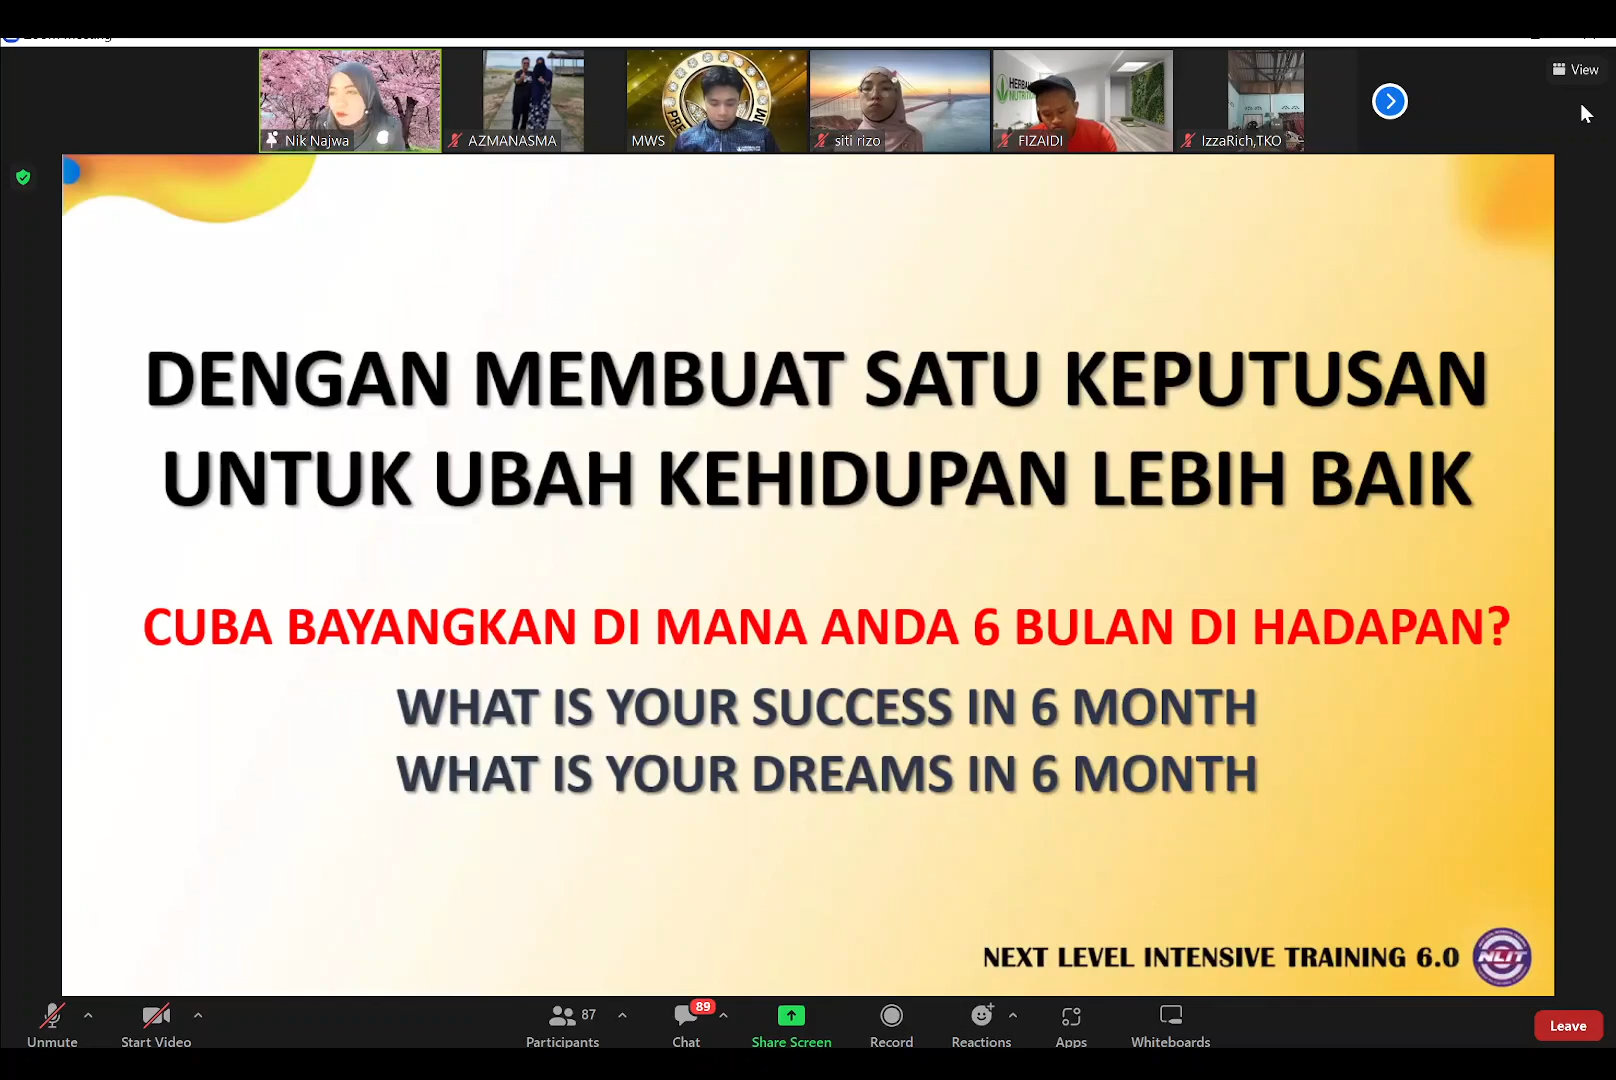 View
Nik Najwa
AZMANASMA
MWS
siti rizo
FIZAIDI
IzzaRich,TKO
DENGAN MEMBUAT SATU KEPUTUSAN
UNTUK UBAH KEHIDUPAN LEBIH BAIK
CUBA BAYANGKAN DI MANA ANDA 6 BULAN DI HADAPAN?
WHAT IS YOUR SUCCESS IN 6 MONTH
WHAT IS YOUR DREAMS IN 6 MONTH
NEXT LEVEL INTENSIVE TRAINING 6.0
NLIT
Unmute
Start Video
87
Participants
89
Chat
Share Screen
Record
Reactions
Apps
Whiteboards
Leave